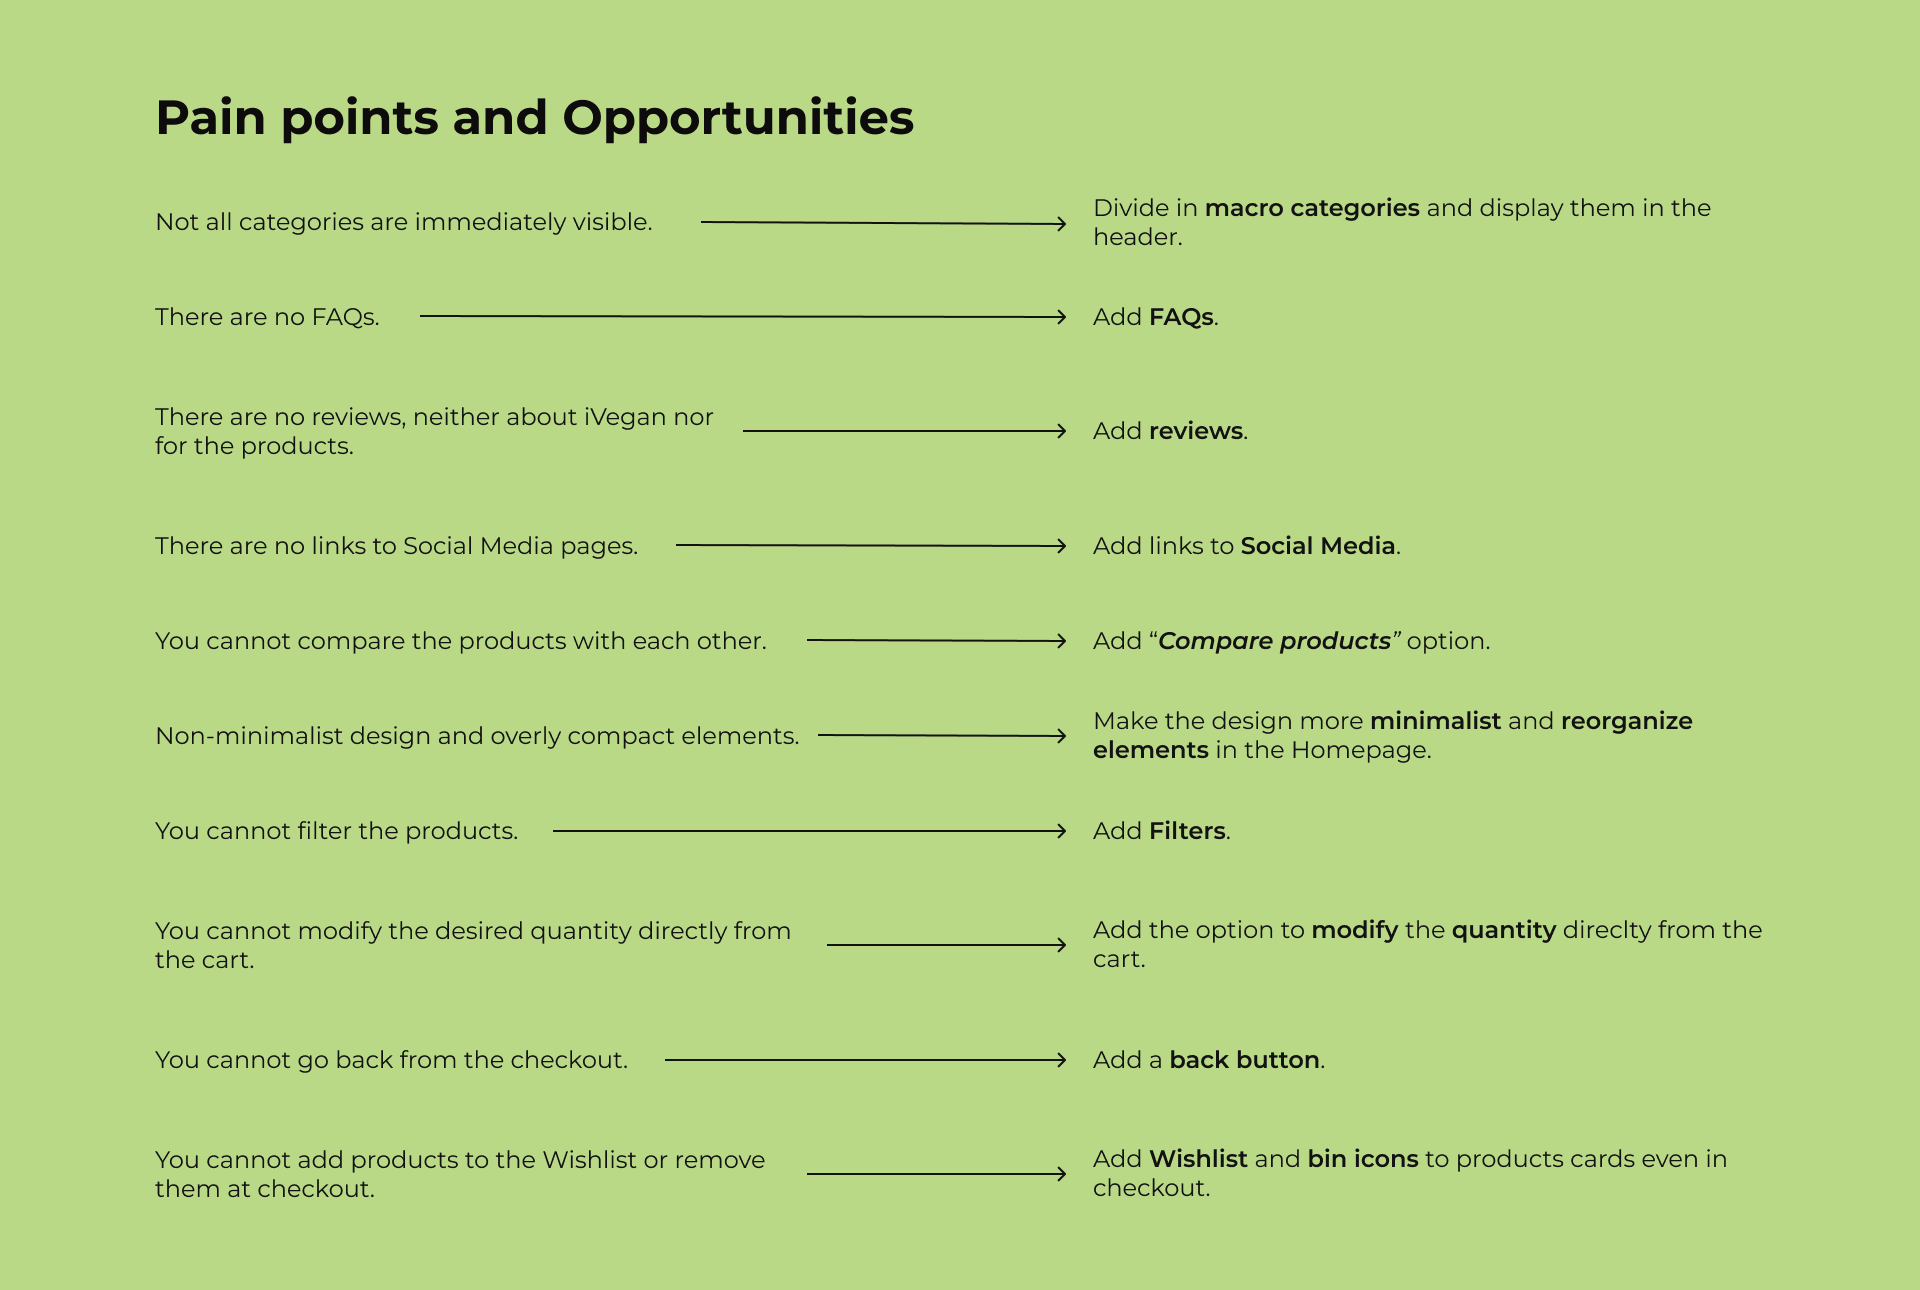 Pain points and Opportunities
Not all categories are immediately visible.
Divide in macro categories and display them in the
header.
There are no FAQs.
Add FAQs.
There are no reviews, neither about iVegan nor
for the products.
Add reviews.
There are no links to Social Media pages.
Add links to Social Media.
You cannot compare the products with each other.
Add “Compare products” option.
Non-minimalist design and overly compact elements.
Make the design more minimalist and reorganize
elements in the Homepage.
You cannot filter the products.
Add Filters.
You cannot modify the desired quantity directly from
the cart.
Add the option to modify the quantity direclty from the
cart.
You cannot go back from the checkout.
Add a back button.
You cannot add products to the Wishlist or remove
them at checkout.
Add Wishlist and bin icons to products cards even in
checkout.